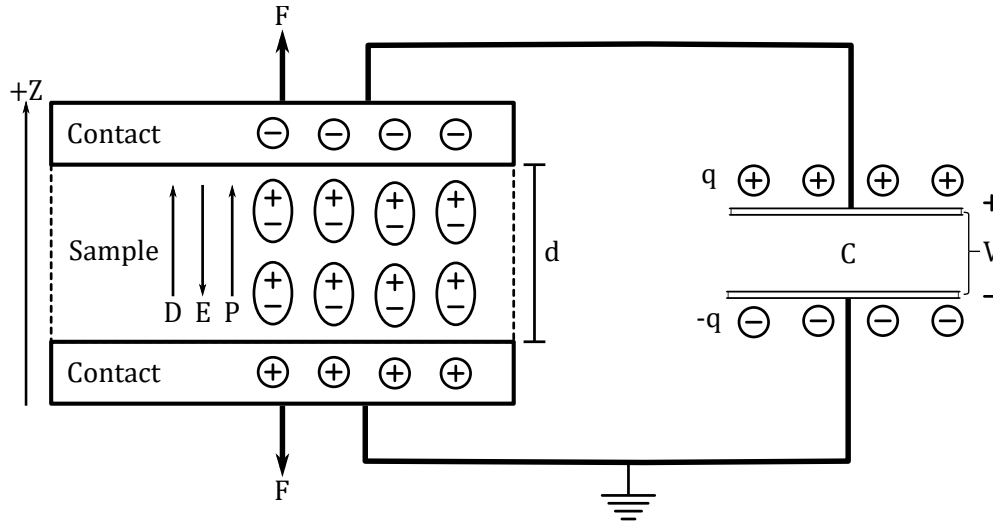 F
+Z
Contact
− − − −
q + + + +
+ + + +
− − − −
+
Sample
d
C
V
+ + + +
− − − −
−
D E P
-q − − − −
Contact
+ + + +
F